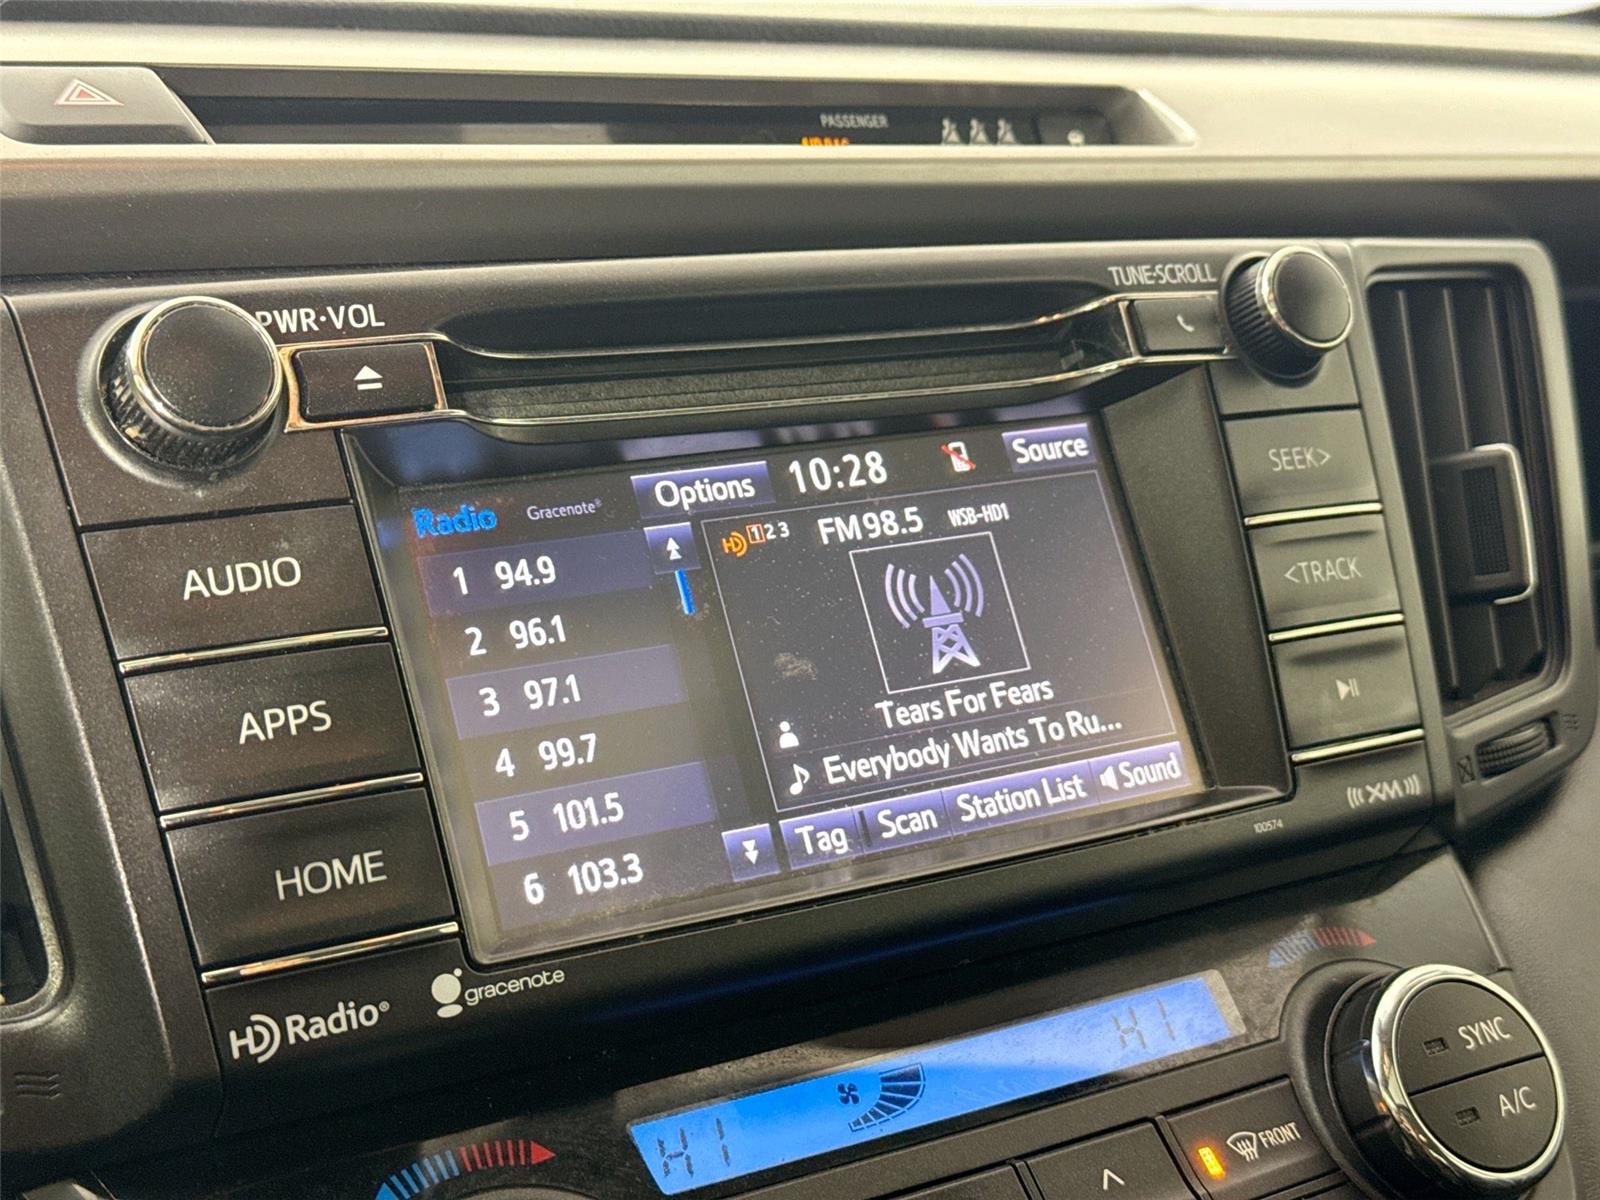 PASSENGER
PWR·VOL
TUNE·SCROLL
Radio
Gracenote®
Options
10:28
Source
1 94.9
2 96.1
3 97.1
4 99.7
5 101.5
6 103.3
HD 1 2 3
FM 98.5
WSB-HD1
Tears For Fears
Everybody Wants To Ru...
Tag
Scan
Station List
Sound
AUDIO
APPS
HOME
SEEK>
<TRACK
((( XM )))
100574
HD Radio®
gracenote
HI
HI
SYNC
A/C
FRONT